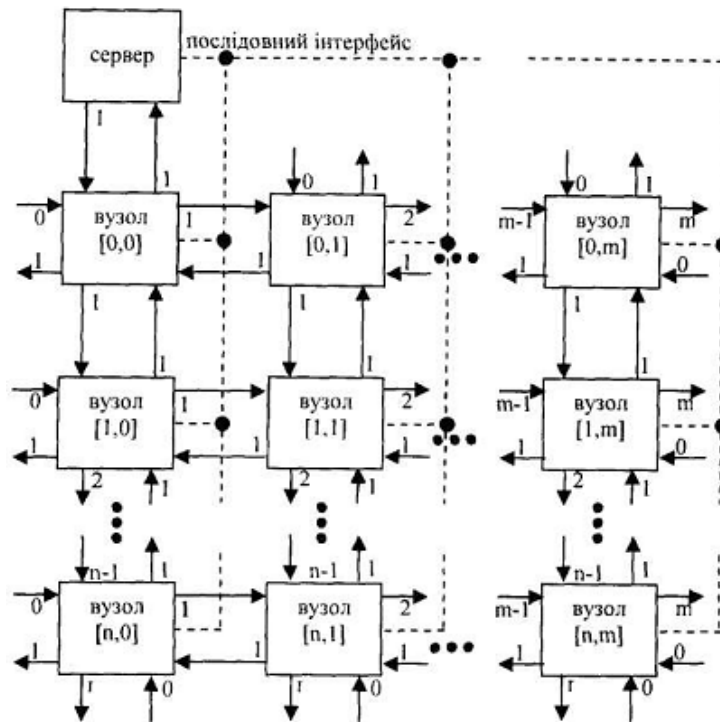 послідовний інтерфейс
сервер
1 1
0 1 0 1
0 вузол 1 вузол 2 m-1 вузол m
[0,0] [0,1] [0,m]
1 1 1 1 0
1 1 1
1 1 1
0 вузол 1 вузол 2 m-1 вузол m
[1,0] [1,1] [1,m]
1 1 1 1 0
2 1 2 1 2 1
n-1 1 n-1 1 n-1 1
0 вузол 1 вузол 2 m-1 вузол m
[n,0] [n,1] [n,m]
1 1 1 1 0
r 0 r 0 r 0